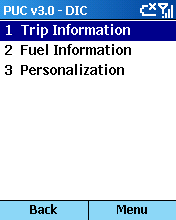 PUC v3.0 - DIC
1 Trip Information
2 Fuel Information
3 Personalization
Back Menu